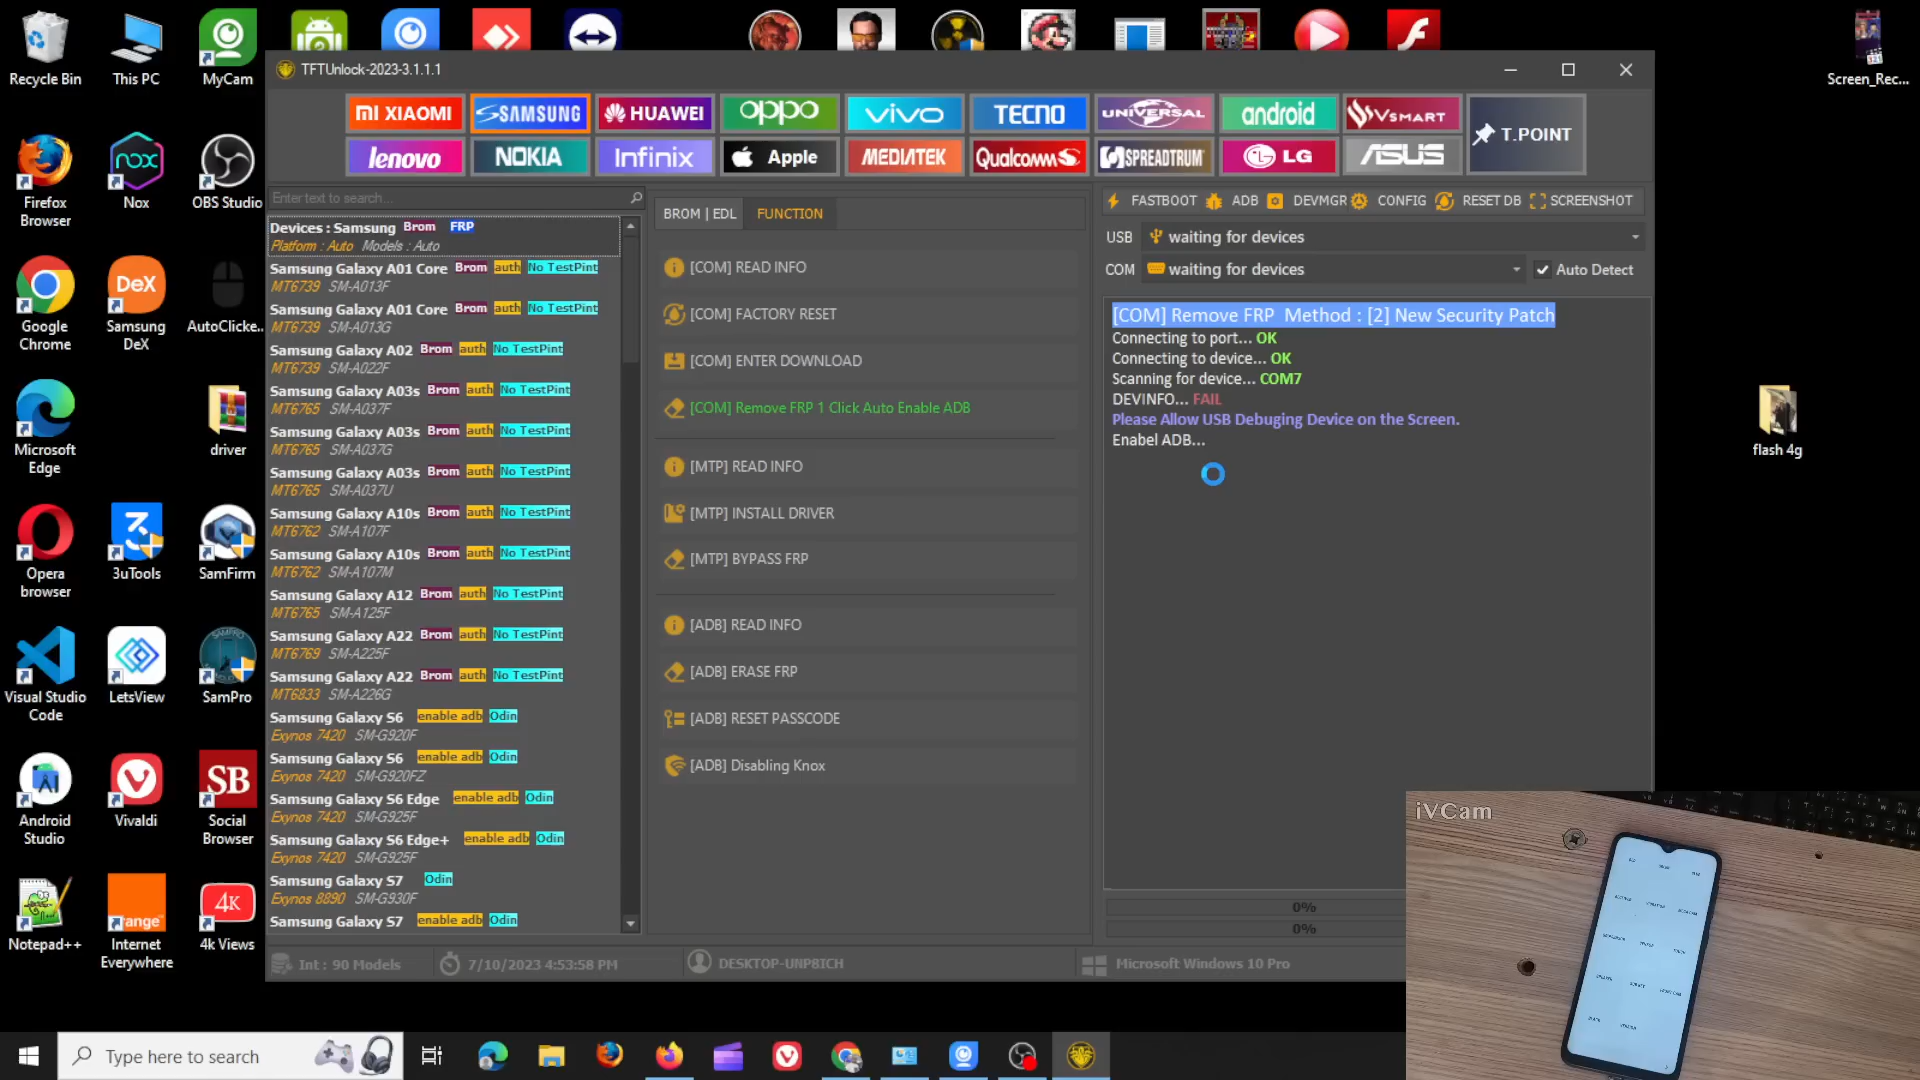 Recycle Bin
This PC
MyCam
Screen_Rec...
TFTUnlock-2023-3.1.1.1
MI XIAOMI
SAMSUNG
HUAWEI
oppo
vivo
TECNO
UNIVERSAL
android
VSMART
T.POINT
lenovo
NOKIA
Infinix
Apple
MEDIATEK
Qualcomm
SPREADTRUM
LG
ASUS
Firefox Browser
Nox
OBS Studio
Google Chrome
Samsung DeX
AutoClicke...
Microsoft Edge
driver
Opera browser
3uTools
SamFirm
Visual Studio Code
LetsView
SamPro
Android Studio
Vivaldi
Social Browser
Notepad++
Internet Everywhere
4k Views
flash 4g
nox
DeX
SB
orange
4K
Enter text to search...
Devices : Samsung Brom FRP
Platform : Auto Models : Auto
Samsung Galaxy A01 Core Brom auth No TestPint
MT6739 SM-A013F
Samsung Galaxy A01 Core Brom auth No TestPint
MT6739 SM-A013G
Samsung Galaxy A02 Brom auth No TestPint
MT6739 SM-A022F
Samsung Galaxy A03s Brom auth No TestPint
MT6765 SM-A037F
Samsung Galaxy A03s Brom auth No TestPint
MT6765 SM-A037G
Samsung Galaxy A03s Brom auth No TestPint
MT6765 SM-A037U
Samsung Galaxy A10s Brom auth No TestPint
MT6762 SM-A107F
Samsung Galaxy A10s Brom auth No TestPint
MT6762 SM-A107M
Samsung Galaxy A12 Brom auth No TestPint
MT6765 SM-A125F
Samsung Galaxy A22 Brom auth No TestPint
MT6769 SM-A225F
Samsung Galaxy A22 Brom auth No TestPint
MT6833 SM-A226G
Samsung Galaxy S6 enable adb Odin
Exynos 7420 SM-G920F
Samsung Galaxy S6 enable adb Odin
Exynos 7420 SM-G920FZ
Samsung Galaxy S6 Edge enable adb Odin
Exynos 7420 SM-G925F
Samsung Galaxy S6 Edge+ enable adb Odin
Exynos 7420 SM-G925F
Samsung Galaxy S7 Odin
Exynos 8890 SM-G930F
Samsung Galaxy S7 enable adb Odin
BROM | EDL
FUNCTION
[COM] READ INFO
[COM] FACTORY RESET
[COM] ENTER DOWNLOAD
[COM] Remove FRP 1 Click Auto Enable ADB
[MTP] READ INFO
[MTP] INSTALL DRIVER
[MTP] BYPASS FRP
[ADB] READ INFO
[ADB] ERASE FRP
[ADB] RESET PASSCODE
[ADB] Disabling Knox
FASTBOOT ADB DEVMGR CONFIG RESET DB SCREENSHOT
USB waiting for devices
COM waiting for devices Auto Detect
[COM] Remove FRP Method : [2] New Security Patch
Connecting to port... OK
Connecting to device... OK
Scanning for device... COM7
DEVINFO... FAIL
Please Allow USB Debuging Device on the Screen.
Enabel ADB...
0%
0%
iVCam
Int : 90 Models
7/10/2023 4:53:58 PM
DESKTOP-UNP8ICH
Microsoft Windows 10 Pro
Type here to search